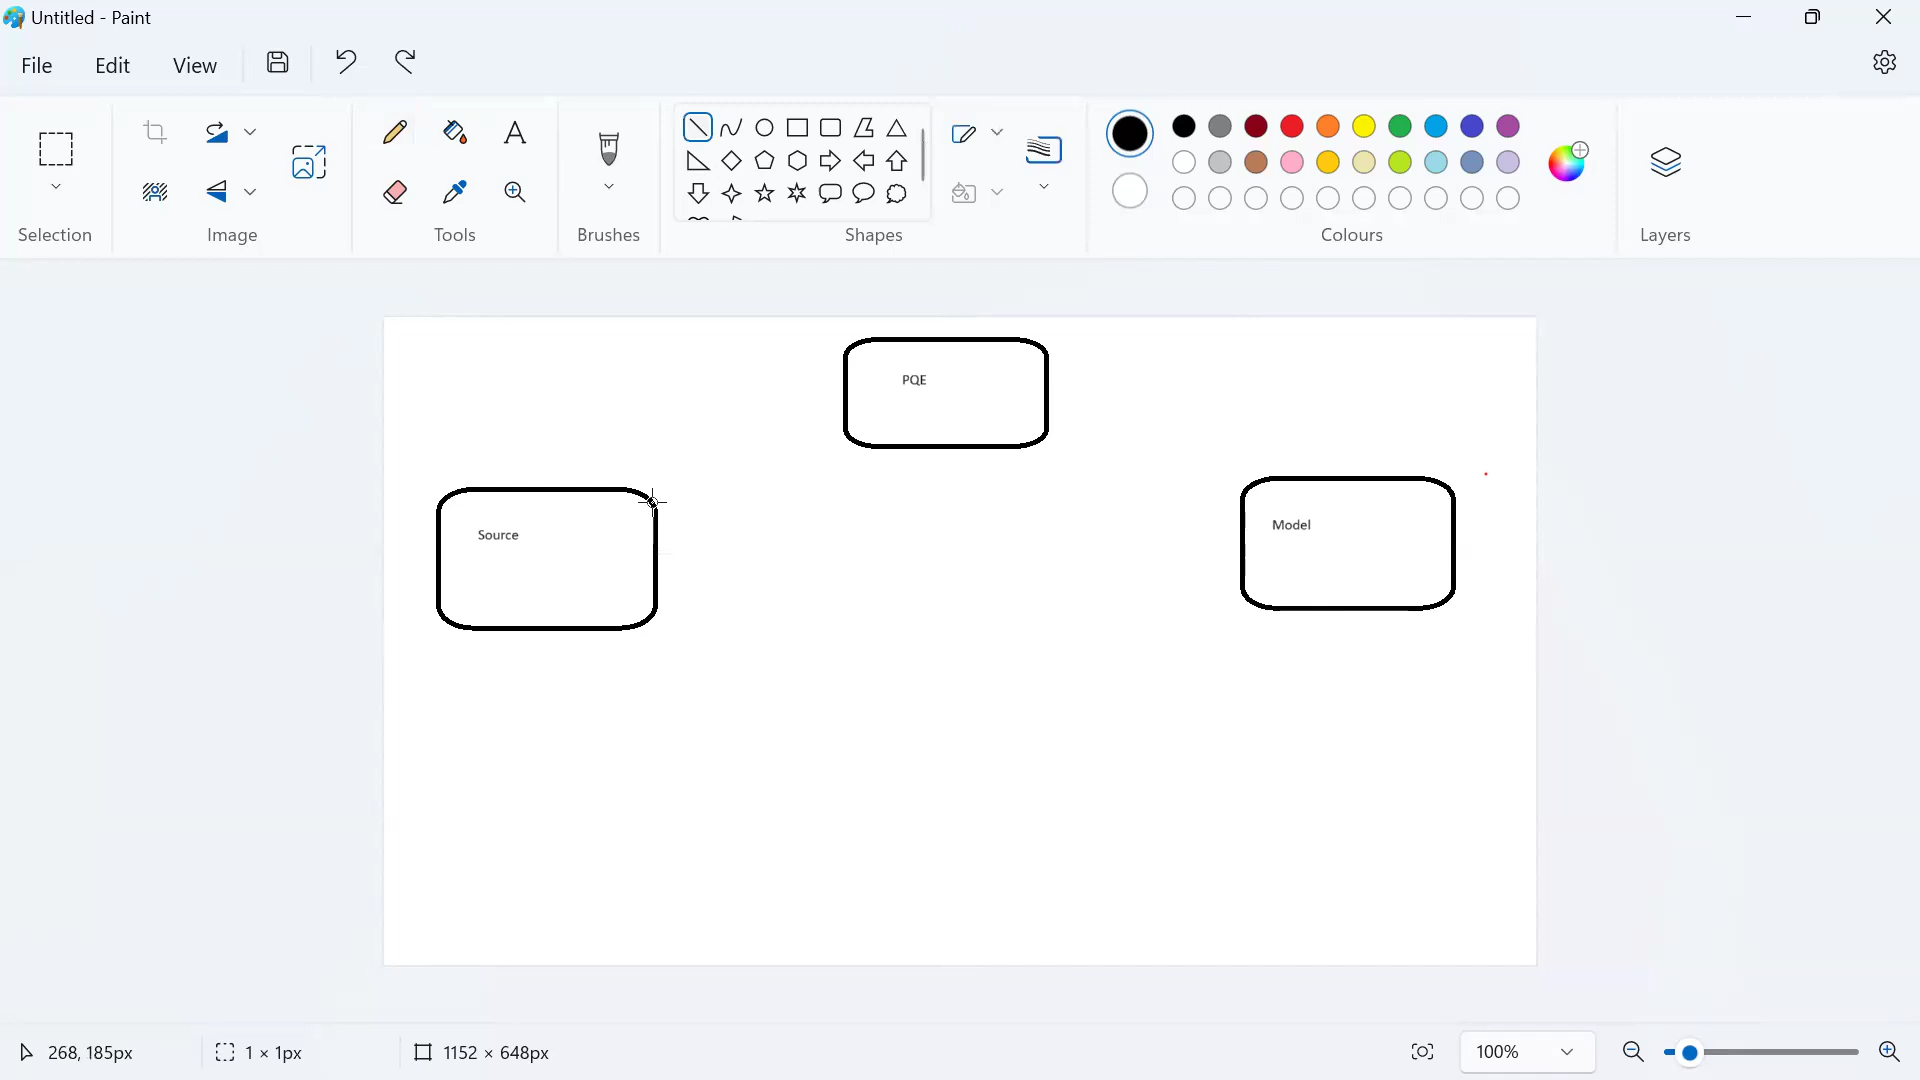 Untitled - Paint
File Edit View
Selection Image Tools Brushes Shapes Colours Layers
PQE
Source
Model
268, 185px 1 × 1px 1152 × 648px 100%